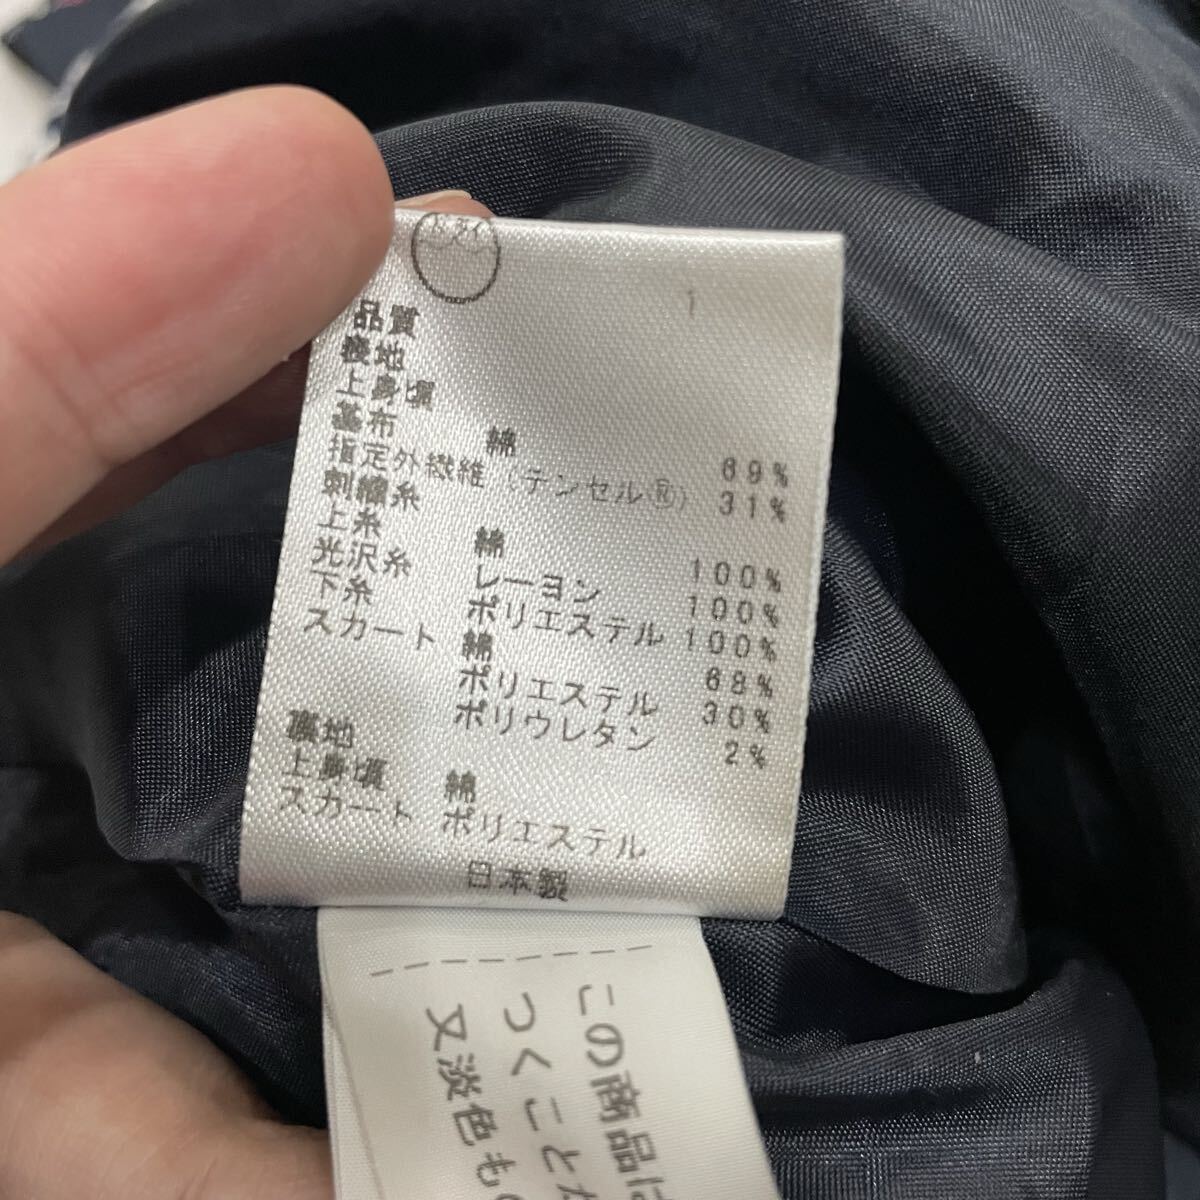 ドライ
1
品質
表地
上身頃
基布 綿 69%
指定外繊維(テンセル®) 31%
刺繍糸
上糸 綿 100%
光沢糸 レーヨン 100%
下糸 ポリエステル 100%
スカート 綿 68%
ポリエステル 30%
ポリウレタン 2%
裏地
上身頃 綿
スカート ポリエステル
日本製
この商品は
つくことが
又淡色もの